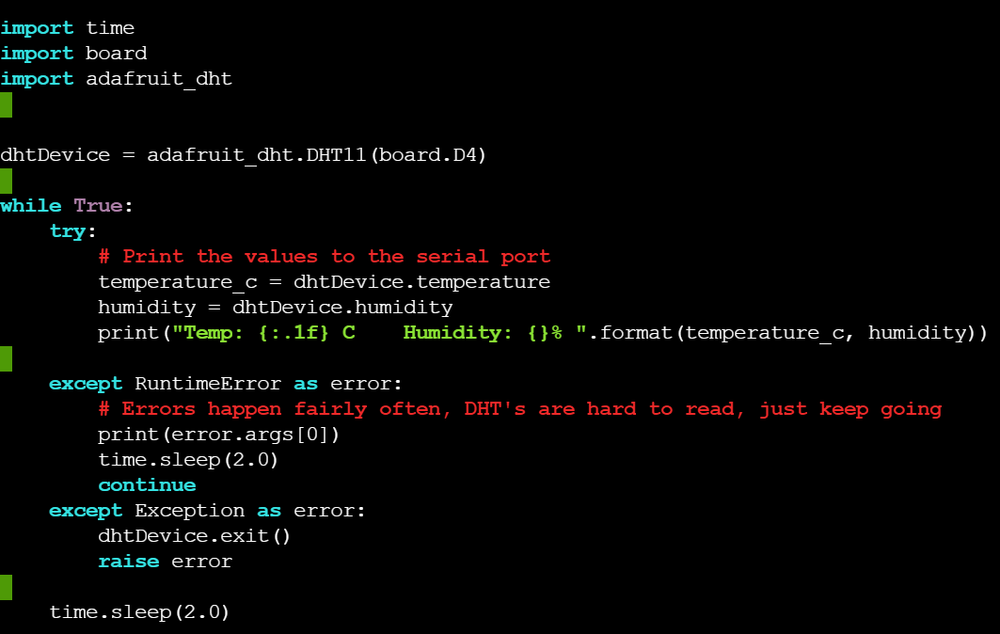 import time
import board
import adafruit_dht
dhtDevice = adafruit_dht.DHT11(board.D4)
while True:
    try:
        # Print the values to the serial port
        temperature_c = dhtDevice.temperature
        humidity = dhtDevice.humidity
        print("Temp: {:.1f} C    Humidity: {}% ".format(temperature_c, humidity))
    except RuntimeError as error:
        # Errors happen fairly often, DHT's are hard to read, just keep going
        print(error.args[0])
        time.sleep(2.0)
        continue
    except Exception as error:
        dhtDevice.exit()
        raise error
    time.sleep(2.0)